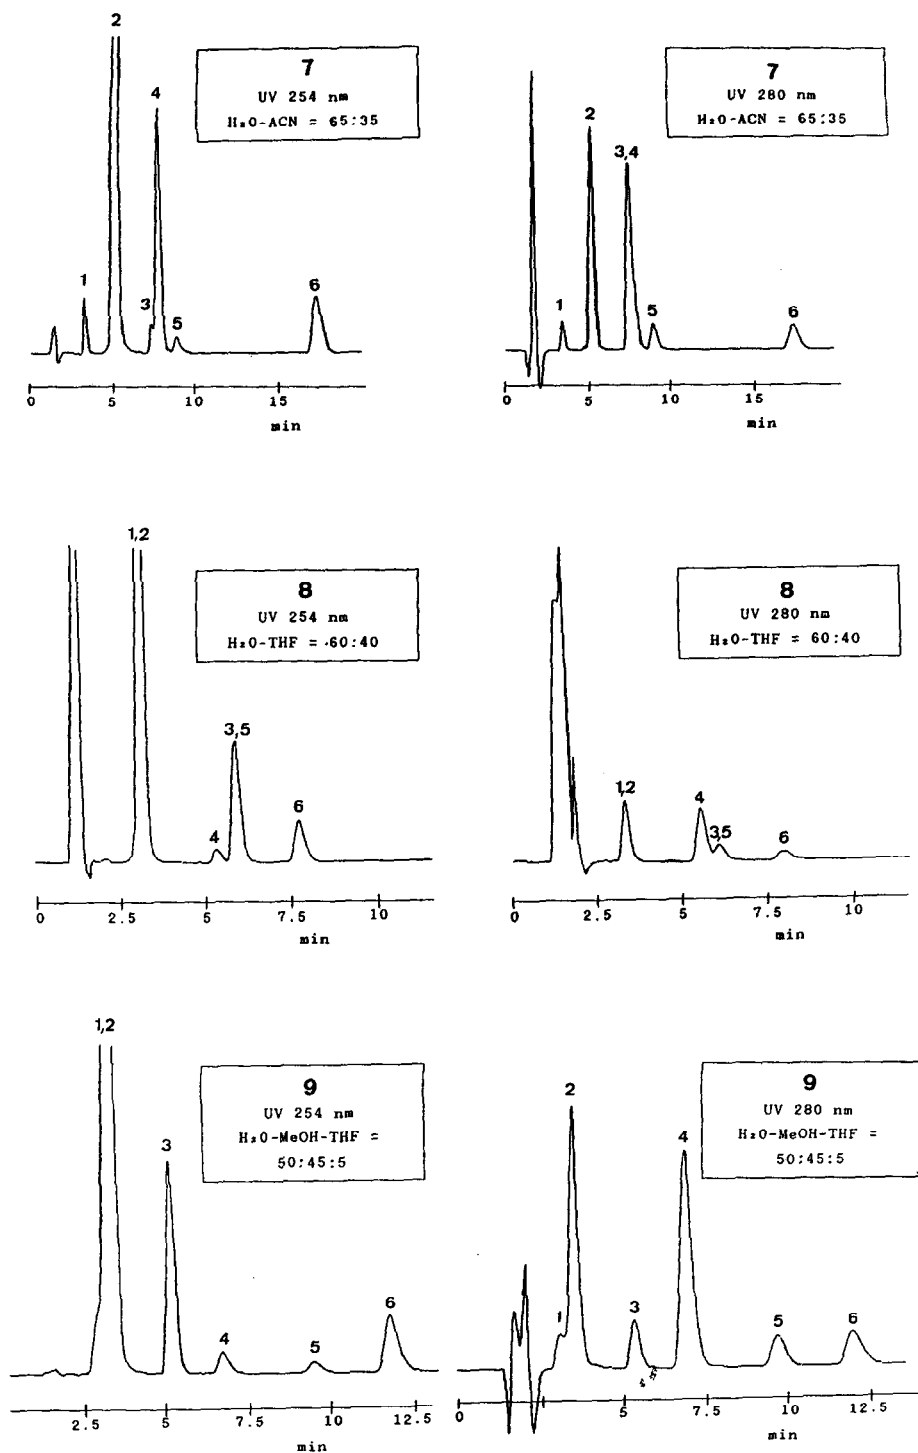 2
7
UV 254 nm
H₂O-ACN = 65:35
4
1
3
5
6
0 5 10 15
min
7
UV 280 nm
H₂O-ACN = 65:35
2
3,4
1
5
6
0 5 10 15
min
1,2
8
UV 254 nm
H₂O-THF = 60:40
3,5
6
4
0 2.5 5 7.5 10
min
8
UV 280 nm
H₂O-THF = 60:40
1,2
4
3,5
6
0 2.5 5 7.5 10
min
1,2
9
UV 254 nm
H₂O-MeOH-THF =
50:45:5
3
4
5
6
2.5 5 7.5 10 12.5
min
9
UV 280 nm
H₂O-MeOH-THF =
50:45:5
2
4
1
3
5
6
0 5 7.5 10 12.5
min